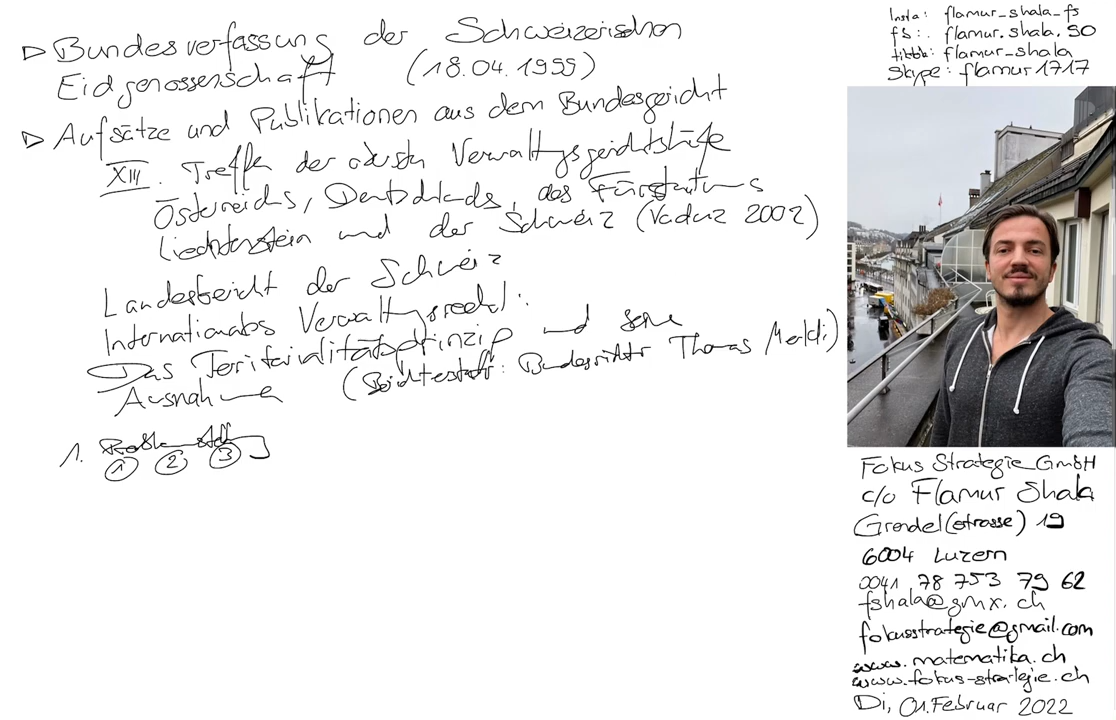 ▷ Bundesverfassung der Schweizerischen
Eidgenossenschaft (18.04.1999)
▷ Aufsätze und Publikationen aus dem Bundesgericht
XIII. Treffen der obersten Verwaltungsgerichtshöfe
Österreichs, Deutschlands, des Fürstentums
Liechtenstein und der Schweiz (Vaduz 2002)
Landesbericht der Schweiz
Internationales Verwaltungsrecht:
Das Territorialitätsprinzip und seine
Ausnahme (Berichterstatter: Bundesrichter Thomas Merkli)
1.
① ② ③
Insta: flamur_shala_fs
fs: flamur.shala.90
tiktok: flamur_shala
Skype: flamur1717
Fokus Strategie GmbH
c/o Flamur Shala
Grendel(strasse) 19
6004 Luzern
0041 78 753 79 62
fshala@gmx.ch
fokusstrategie@gmail.com
www.matematika.ch
www.fokus-strategie.ch
Di, 01.Februar 2022